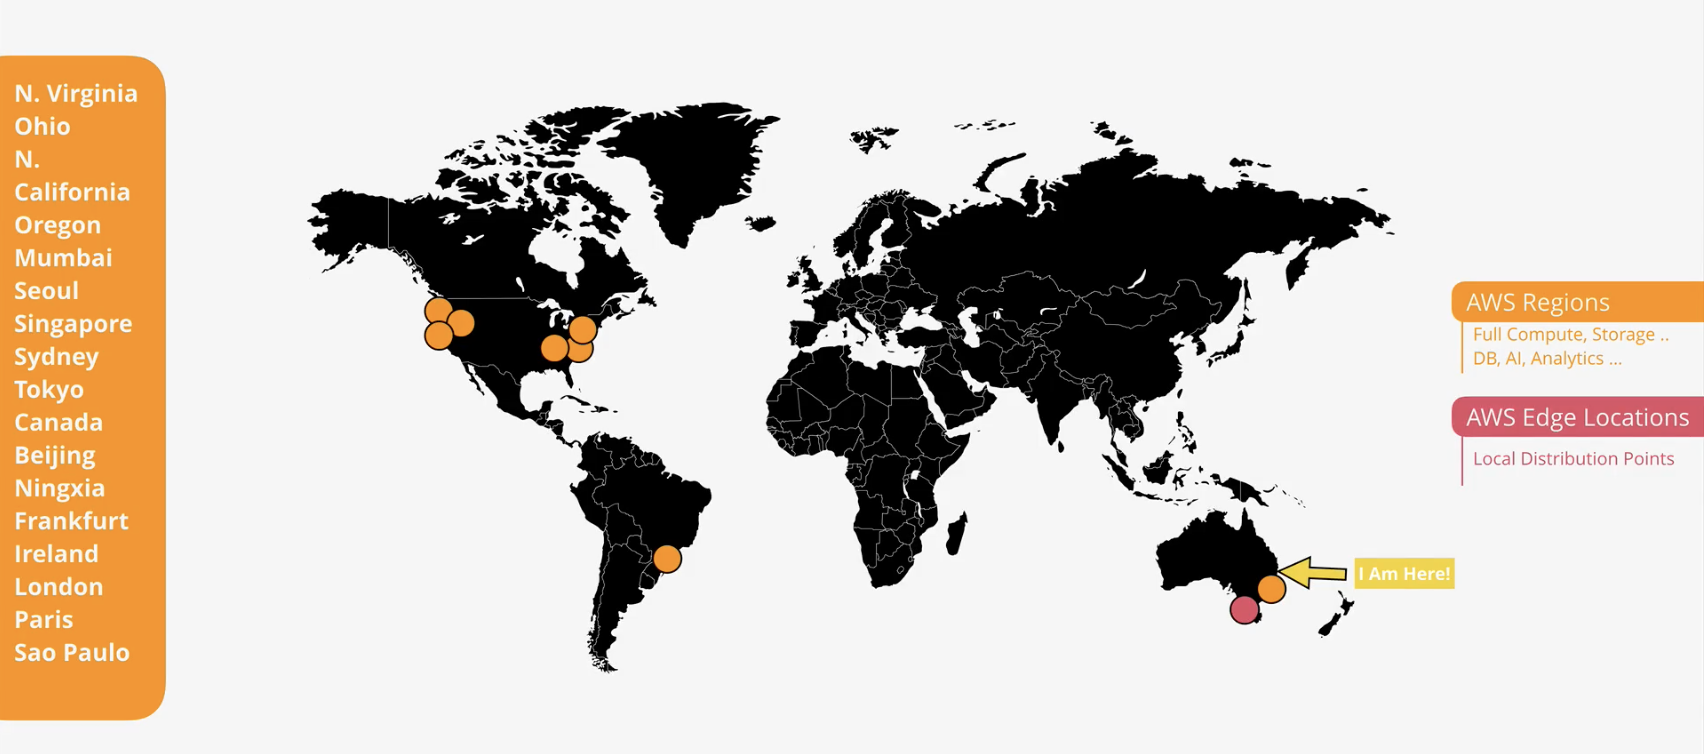 N. Virginia
Ohio
N.
California
Oregon
Mumbai
Seoul
Singapore
Sydney
Tokyo
Canada
Beijing
Ningxia
Frankfurt
Ireland
London
Paris
Sao Paulo
AWS Regions
Full Compute, Storage ..
DB, AI, Analytics ...
AWS Edge Locations
Local Distribution Points
I Am Here!